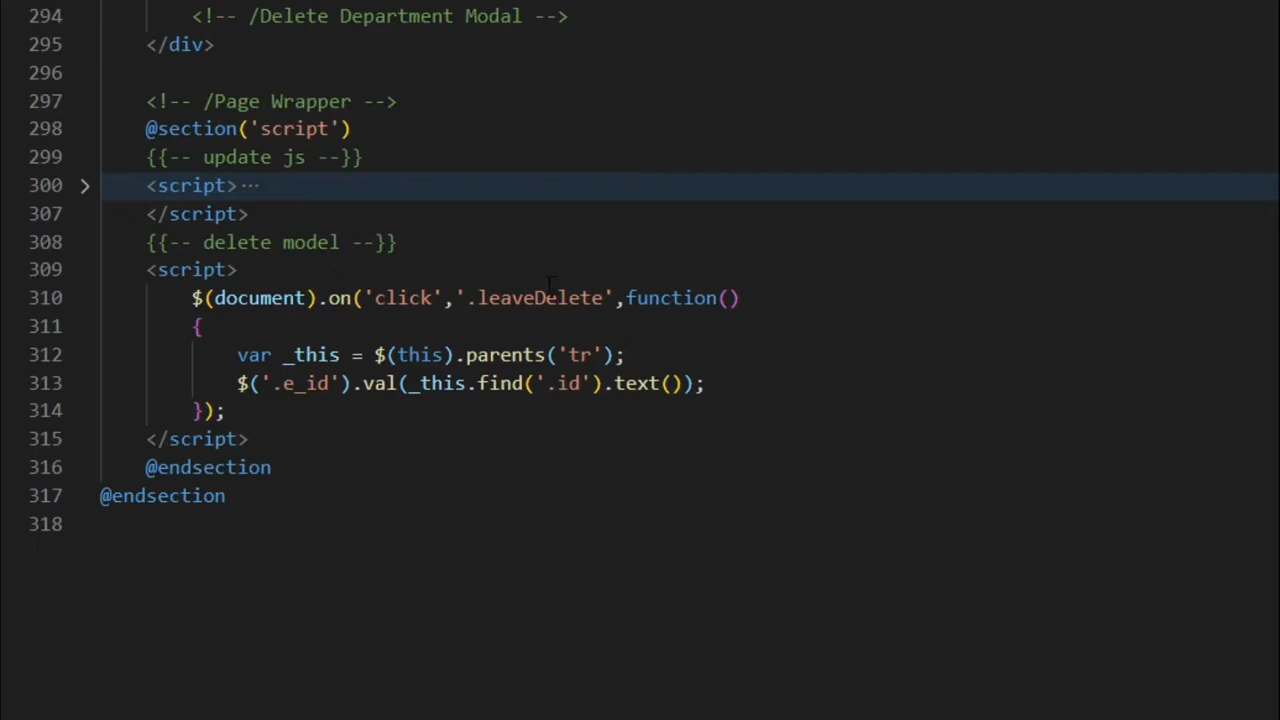 294 <!-- /Delete Department Modal -->
295 </div>
296
297 <!-- /Page Wrapper -->
298 @section('script')
299 {{-- update js --}}
300 <script>···
307 </script>
308 {{-- delete model --}}
309 <script>
310 $(document).on('click','.leaveDelete',function()
311 {
312 var _this = $(this).parents('tr');
313 $('.e_id').val(_this.find('.id').text());
314 });
315 </script>
316 @endsection
317 @endsection
318